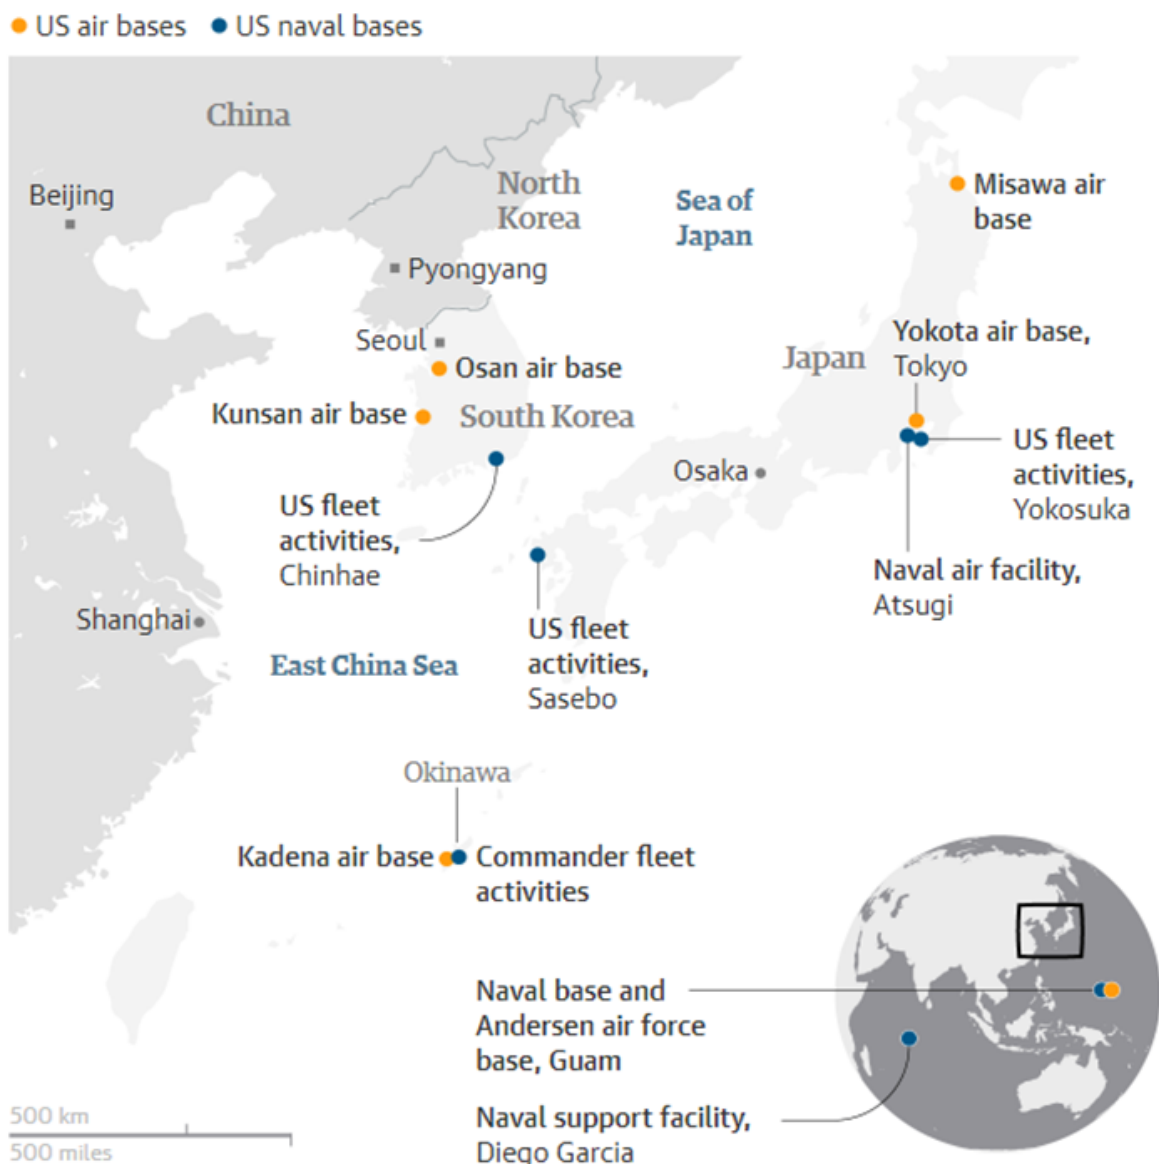 US air bases
US naval bases
China
Beijing
North
Korea
Sea of
Japan
Misawa air
base
Pyongyang
Seoul
Osan air base
Kunsan air base
South Korea
Japan
Yokota air base,
Tokyo
US fleet
activities,
Yokosuka
Osaka
US fleet
activities,
Chinhae
Naval air facility,
Atsugi
Shanghai
US fleet
activities,
Sasebo
East China Sea
Okinawa
Kadena air base
Commander fleet
activities
Naval base and
Andersen air force
base, Guam
Naval support facility,
Diego Garcia
500 km
500 miles